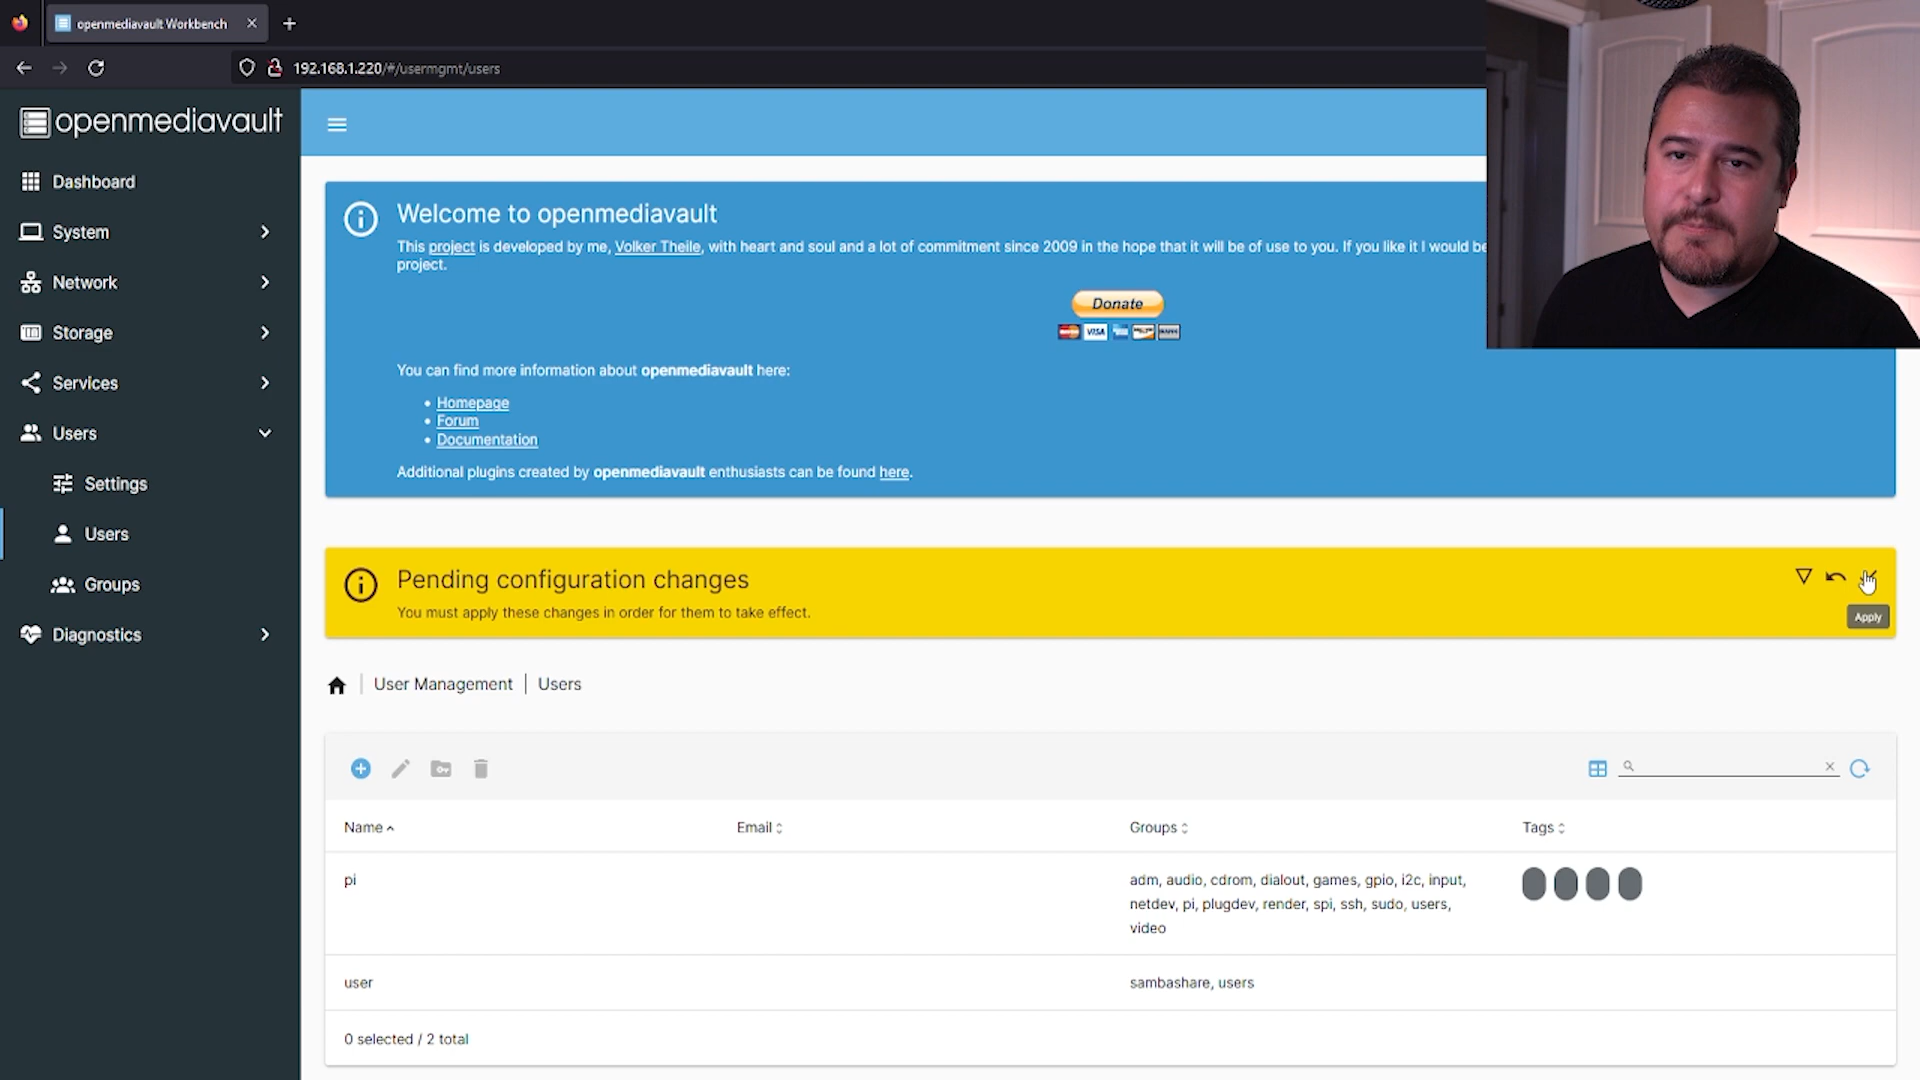 openmediavault Workbench
192.168.1.220/#/usermgmt/users
openmediavault
Dashboard
System
Network
Storage
Services
Users
Settings
Users
Groups
Diagnostics
Welcome to openmediavault
This project is developed by me, Volker Theile, with heart and soul and a lot of commitment since 2009 in the hope that it will be of use to you. If you like it I would be
project.
Donate
VISA
You can find more information about openmediavault here:
• Homepage
• Forum
• Documentation
Additional plugins created by openmediavault enthusiasts can be found here.
Pending configuration changes
You must apply these changes in order for them to take effect.
Apply
User Management | Users
Name Email Groups Tags
pi
adm, audio, cdrom, dialout, games, gpio, i2c, input,
netdev, pi, plugdev, render, spi, ssh, sudo, users,
video
user sambashare, users
0 selected / 2 total